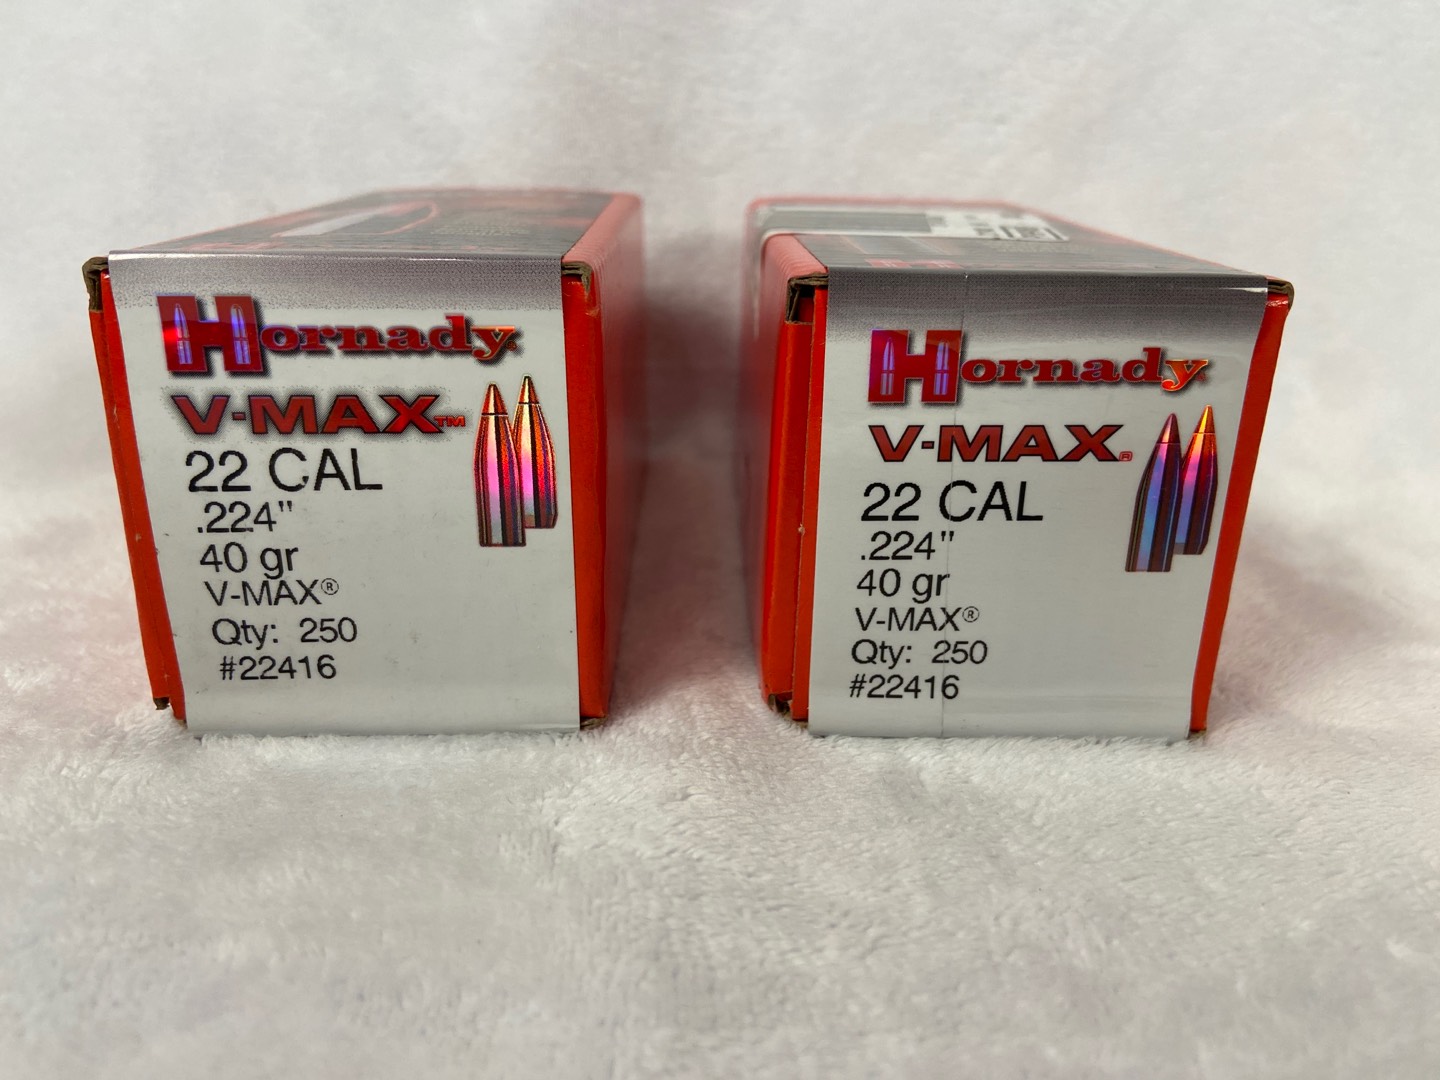 Hornady
V-MAX™
22 CAL
.224"
40 gr
V-MAX®
Qty: 250
#22416
Hornady
V-MAX®
22 CAL
.224"
40 gr
V-MAX®
Qty: 250
#22416